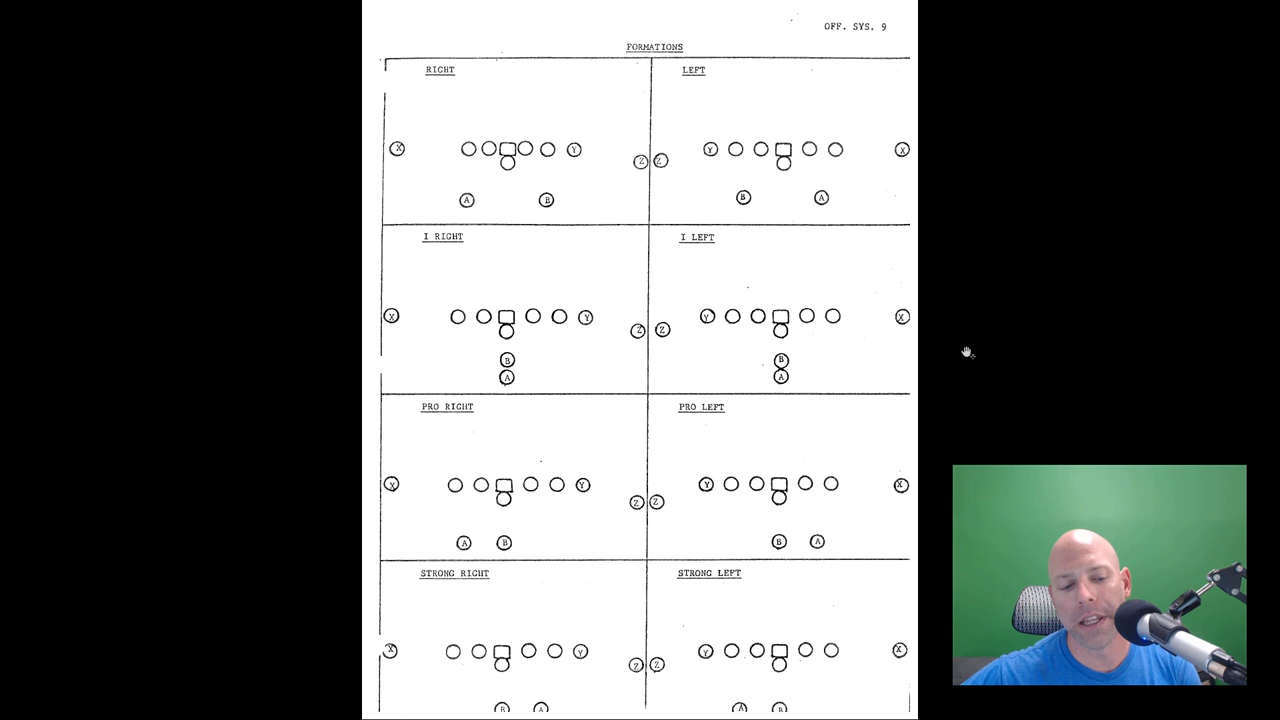 OFF. SYS. 9
FORMATIONS
RIGHT
LEFT
X Y Z
A B
Z Y X
B A
I RIGHT
I LEFT
X Y Z
B
A
Z Y X
B
A
PRO RIGHT
PRO LEFT
X Y Z
A B
Z Y X
B A
STRONG RIGHT
STRONG LEFT
X Y Z
B A
Z Y X
A B